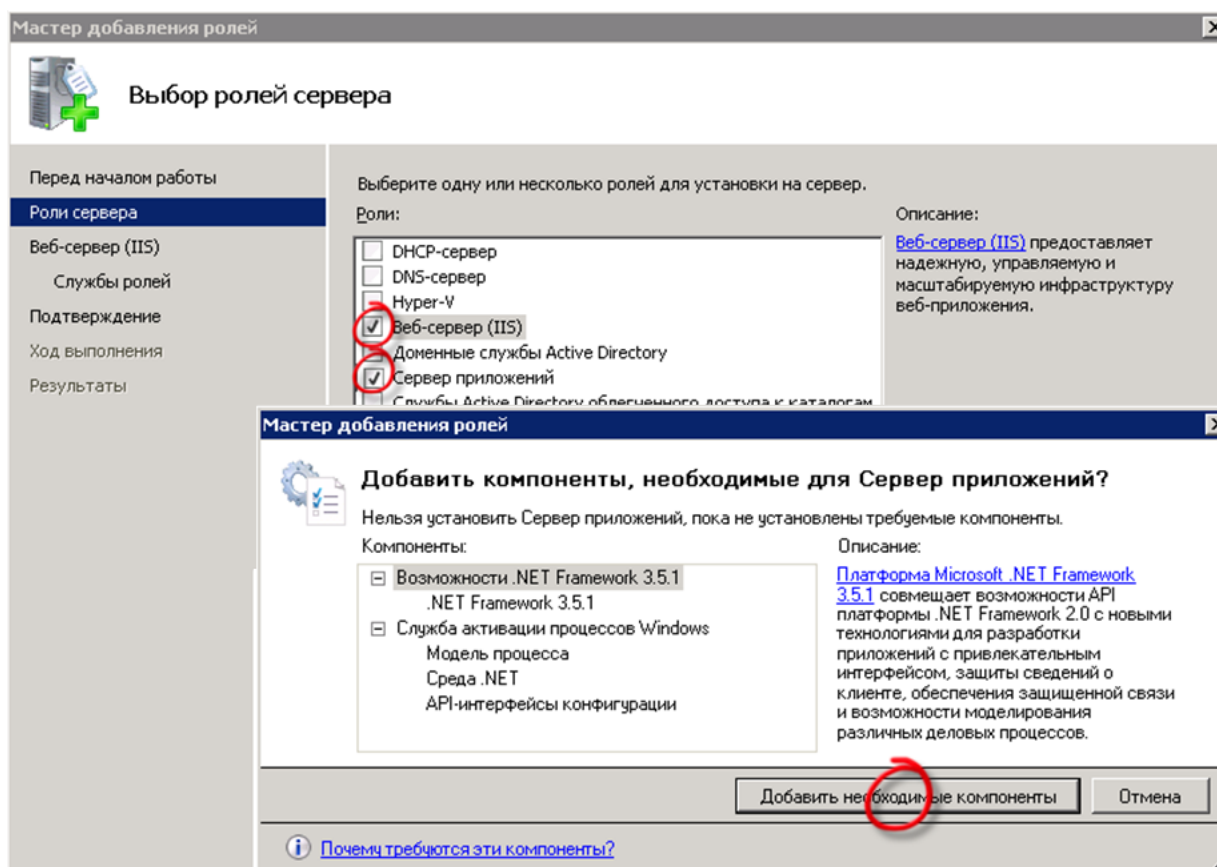 Мастер добавления ролей
Выбор ролей сервера
Перед началом работы
Роли сервера
Веб-сервер (IIS)
Службы ролей
Подтверждение
Ход выполнения
Результаты
Выберите одну или несколько ролей для установки на сервер.
Роли:
DHCP-сервер
DNS-сервер
Hyper-V
Веб-сервер (IIS)
Доменные службы Active Directory
Сервер приложений
Службы Active Directory облегченного доступа к каталогам
Описание:
Веб-сервер (IIS) предоставляет
надежную, управляемую и
масштабируемую инфраструктуру
веб-приложения.
Мастер добавления ролей
Добавить компоненты, необходимые для Сервер приложений?
Нельзя установить Сервер приложений, пока не установлены требуемые компоненты.
Компоненты:
Возможности .NET Framework 3.5.1
.NET Framework 3.5.1
Служба активации процессов Windows
Модель процесса
Среда .NET
API-интерфейсы конфигурации
Описание:
Платформа Microsoft .NET Framework
3.5.1 совмещает возможности API
платформы .NET Framework 2.0 с новыми
технологиями для разработки
приложений с привлекательным
интерфейсом, защиты сведений о
клиенте, обеспечения защищенной связи
и возможности моделирования
различных деловых процессов.
Добавить необходимые компоненты
Отмена
Почему требуются эти компоненты?